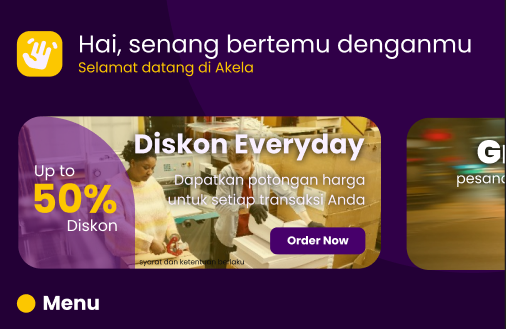 Hai, senang bertemu denganmu
Selamat datang di Akela
Diskon Everyday
Up to
50%
Diskon
Dapatkan potongan harga
untuk setiap transaksi Anda
Order Now
syarat dan ketentuan berlaku
G
pesana
Menu